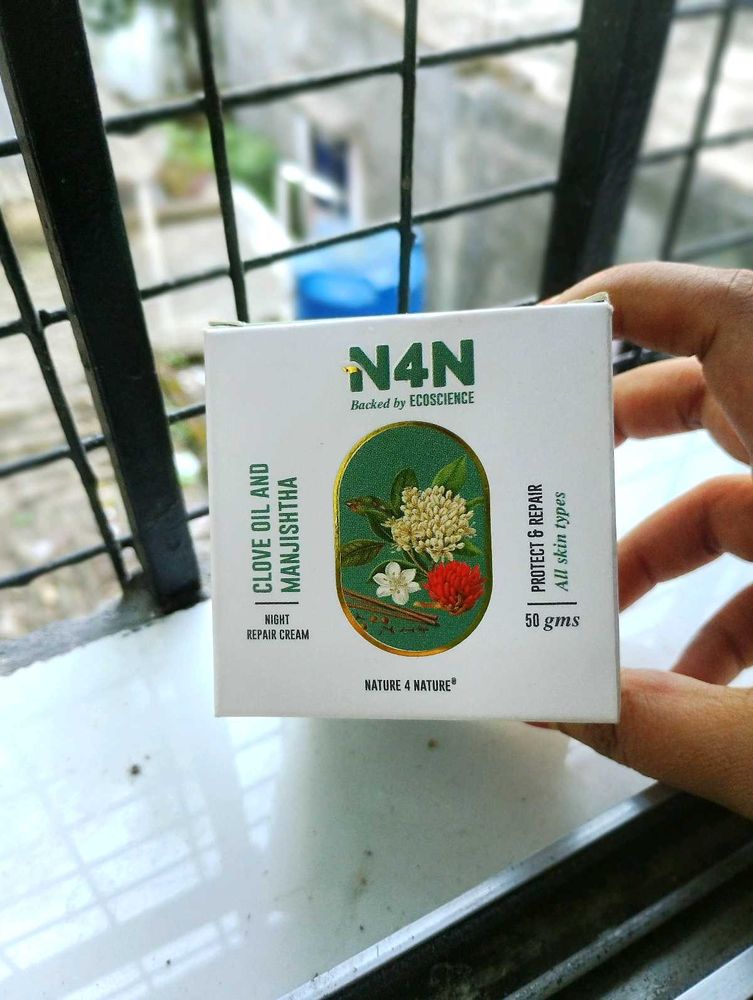 N4N
Backed by ECOSCIENCE
CLOVE OIL AND
MANJISHTHA
NIGHT
REPAIR CREAM
PROTECT & REPAIR
All skin types
50 gms
NATURE 4 NATURE®